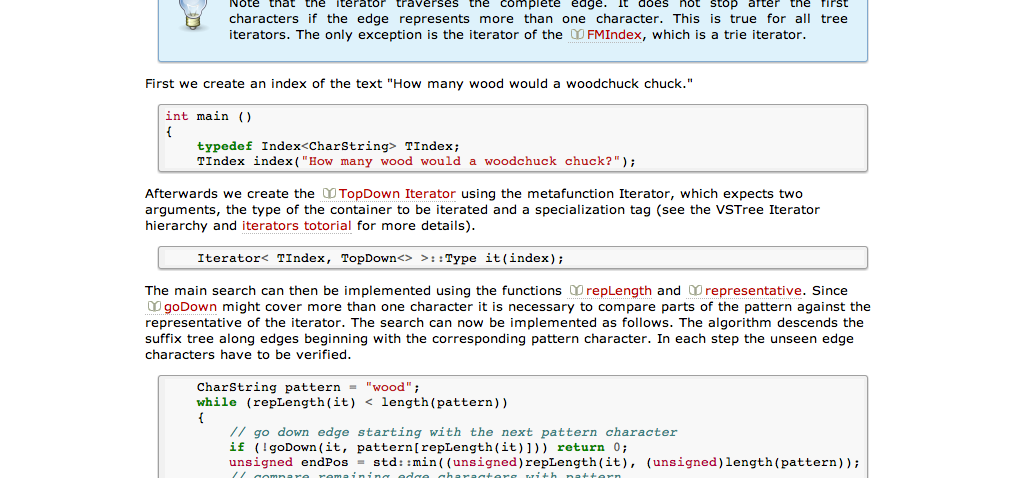 Note that the iterator traverses the complete edge. It does not stop after the first
characters if the edge represents more than one character. This is true for all tree
iterators. The only exception is the iterator of the FMIndex, which is a trie iterator.
First we create an index of the text "How many wood would a woodchuck chuck."
int main ()
{
typedef Index<CharString> TIndex;
TIndex index("How many wood would a woodchuck chuck?");
Afterwards we create the TopDown Iterator using the metafunction Iterator, which expects two
arguments, the type of the container to be iterated and a specialization tag (see the VSTree Iterator
hierarchy and iterators totorial for more details).
Iterator< TIndex, TopDown<> >::Type it(index);
The main search can then be implemented using the functions repLength and representative. Since
goDown might cover more than one character it is necessary to compare parts of the pattern against the
representative of the iterator. The search can now be implemented as follows. The algorithm descends the
suffix tree along edges beginning with the corresponding pattern character. In each step the unseen edge
characters have to be verified.
CharString pattern = "wood";
while (repLength(it) < length(pattern))
{
// go down edge starting with the next pattern character
if (!goDown(it, pattern[repLength(it)])) return 0;
unsigned endPos = std::min((unsigned)repLength(it), (unsigned)length(pattern));
// compare remaining edge characters with pattern